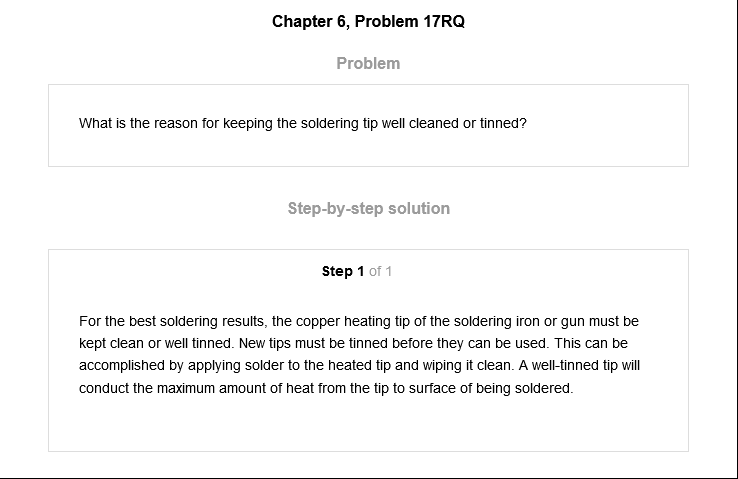 Chapter 6, Problem 17RQ
Problem
What is the reason for keeping the soldering tip well cleaned or tinned?
Step-by-step solution
Step 1 of 1
For the best soldering results, the copper heating tip of the soldering iron or gun must be
kept clean or well tinned. New tips must be tinned before they can be used. This can be
accomplished by applying solder to the heated tip and wiping it clean. A well-tinned tip will
conduct the maximum amount of heat from the tip to surface of being soldered.